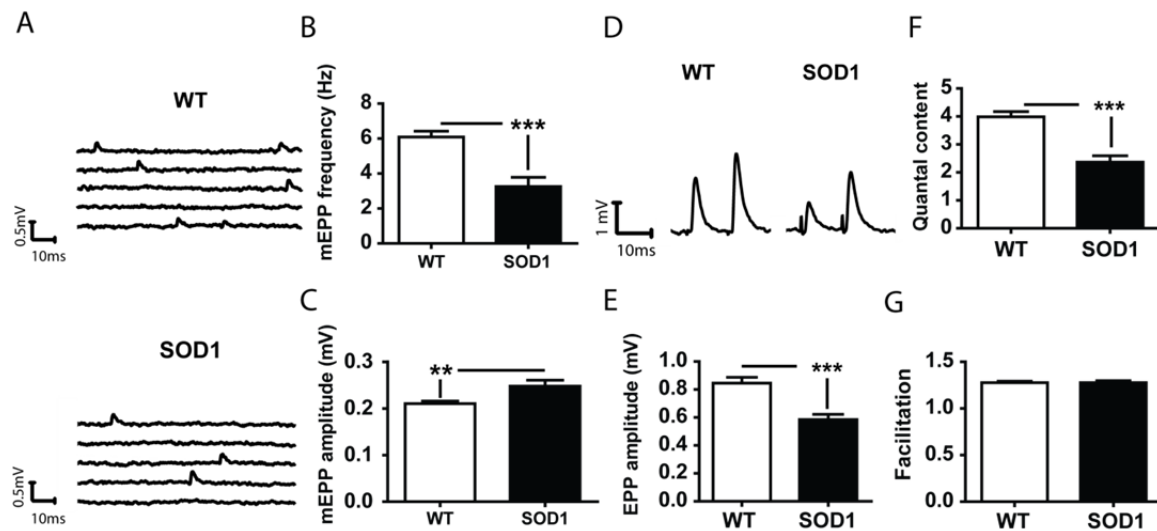 A
WT
0.5mV
10ms
SOD1
0.5mV
10ms
B
mEPP frequency (Hz)
8
6
4
2
0
***
WT
SOD1
C
mEPP amplitude (mV)
0.3
0.2
0.1
0.0
**
WT
SOD1
D
WT
SOD1
1 mV
10ms
E
EPP amplitude (mV)
1.0
0.8
0.6
0.4
0.2
0.0
***
WT
SOD1
F
Quantal content
5
4
3
2
1
0
***
WT
SOD1
G
Facilitation
1.5
1.0
0.5
0.0
WT
SOD1